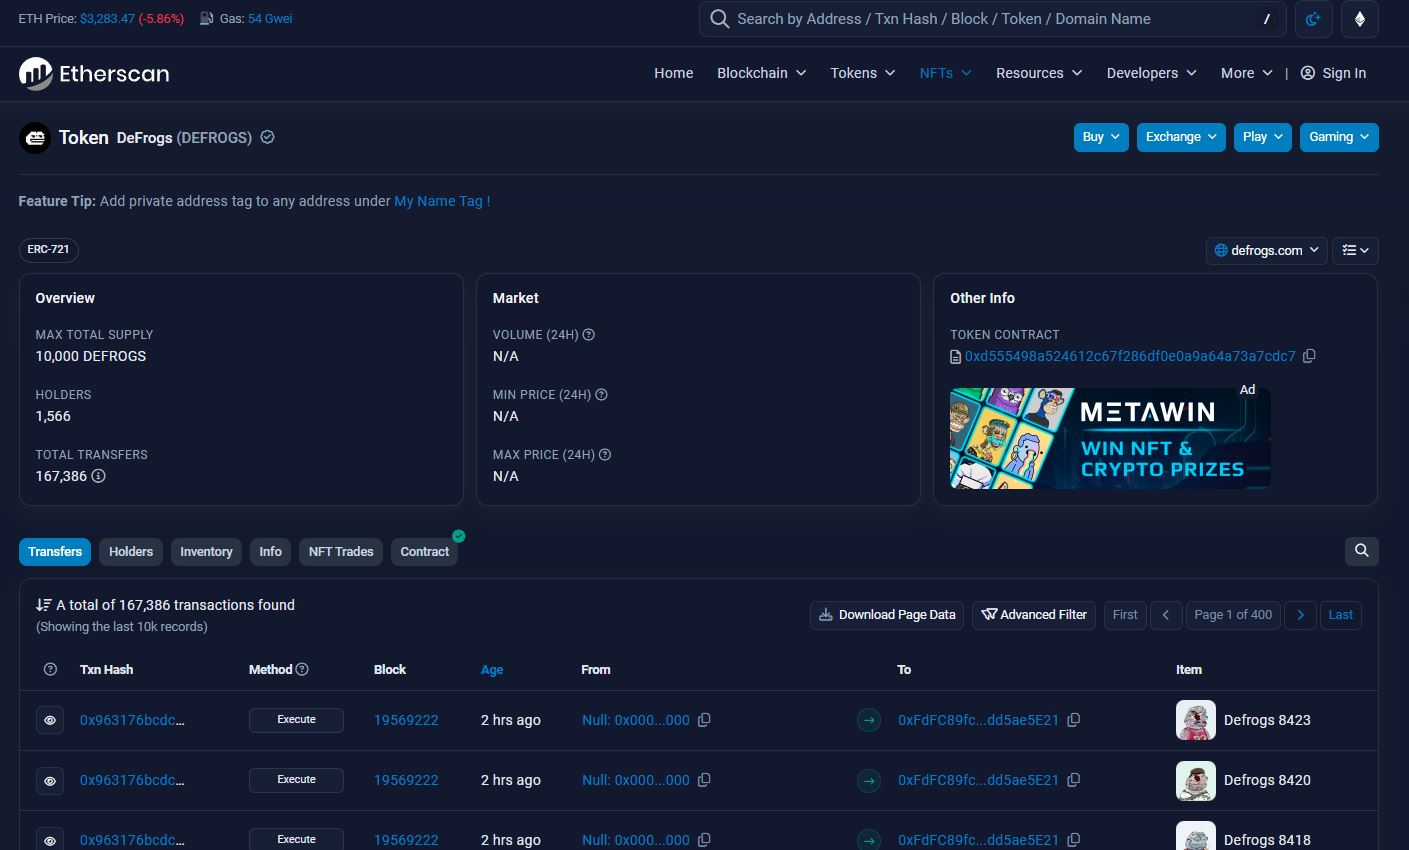 ETH Price: $3,283.47 (-5.86%) Gas: 54 Gwei
Search by Address / Txn Hash / Block / Token / Domain Name /
Etherscan
Home Blockchain Tokens NFTs Resources Developers More | Sign In
Token DeFrogs (DEFROGS)
Buy Exchange Play Gaming
Feature Tip: Add private address tag to any address under My Name Tag !
ERC-721
defrogs.com
Overview
MAX TOTAL SUPPLY
10,000 DEFROGS
HOLDERS
1,566
TOTAL TRANSFERS
167,386
Market
VOLUME (24H)
N/A
MIN PRICE (24H)
N/A
MAX PRICE (24H)
N/A
Other Info
TOKEN CONTRACT
0xd555498a524612c67f286df0e0a9a64a73a7cdc7
Ad
METAWIN
WIN NFT &
CRYPTO PRIZES
Transfers Holders Inventory Info NFT Trades Contract
A total of 167,386 transactions found
(Showing the last 10k records)
Download Page Data Advanced Filter First Page 1 of 400 Last
Txn Hash Method Block Age From To Item
0x963176bcdc... Execute 19569222 2 hrs ago Null: 0x000...000 0xFdFC89fc...dd5ae5E21 Defrogs 8423
0x963176bcdc... Execute 19569222 2 hrs ago Null: 0x000...000 0xFdFC89fc...dd5ae5E21 Defrogs 8420
0x963176bcdc... Execute 19569222 2 hrs ago Null: 0x000...000 0xFdFC89fc...dd5ae5E21 Defrogs 8418